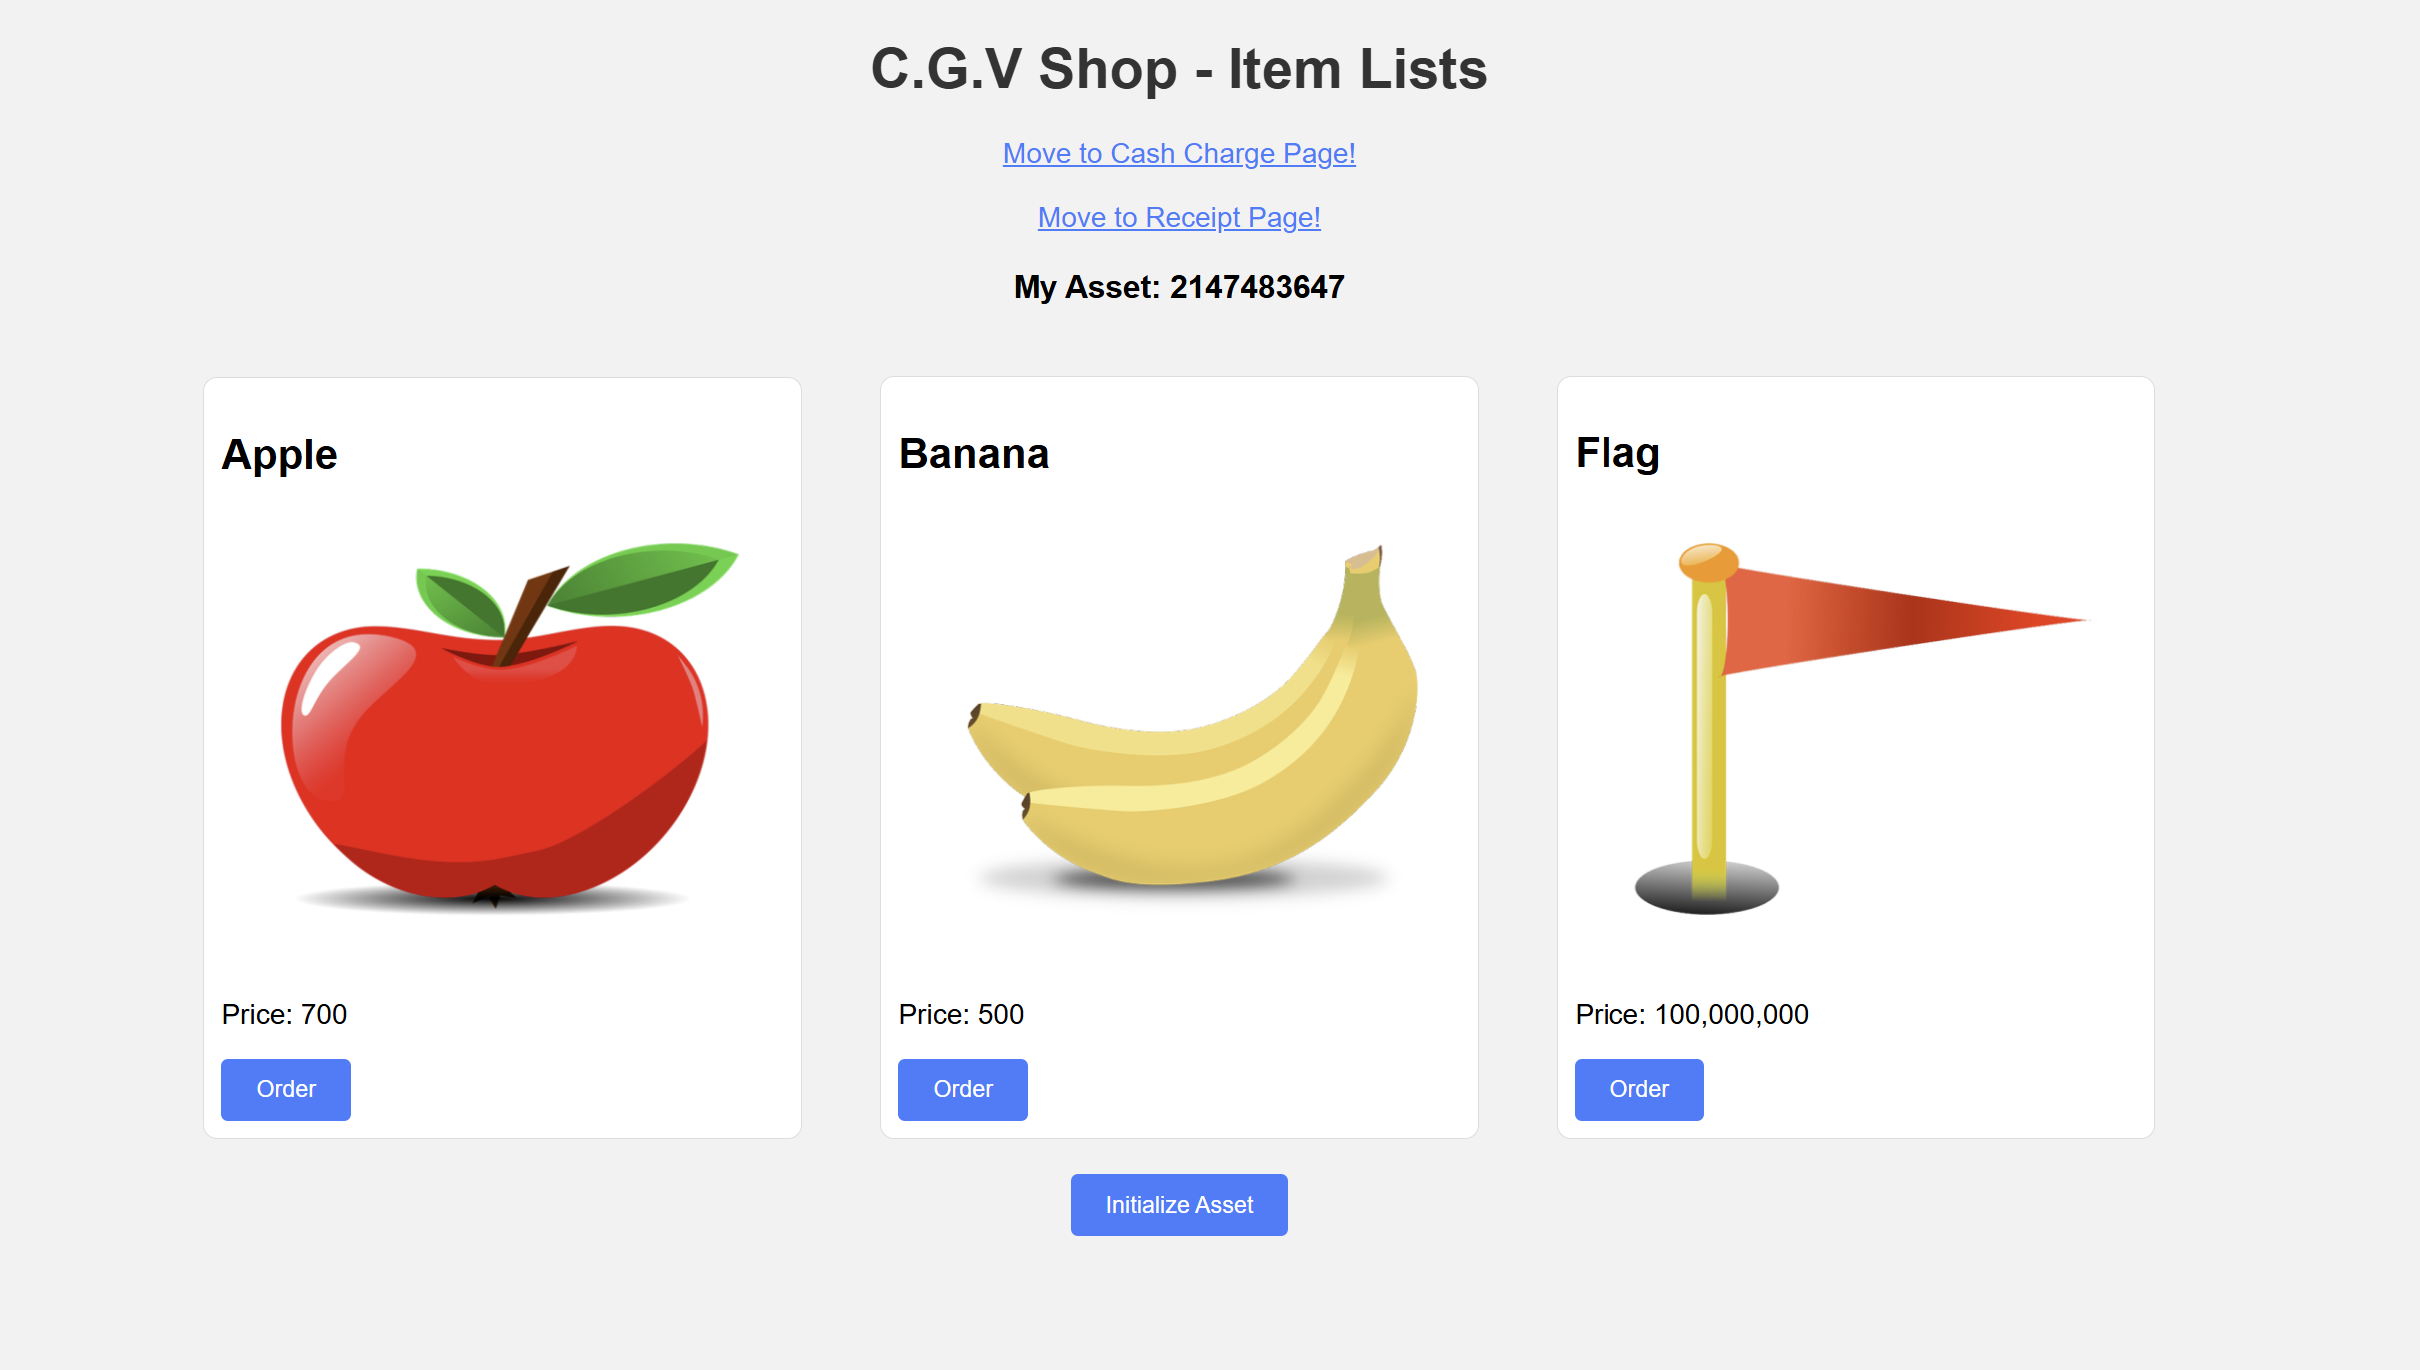 C.G.V Shop - Item Lists
Move to Cash Charge Page!
Move to Receipt Page!
My Asset: 2147483647
Apple
Price: 700
Order
Banana
Price: 500
Order
Flag
Price: 100,000,000
Order
Initialize Asset